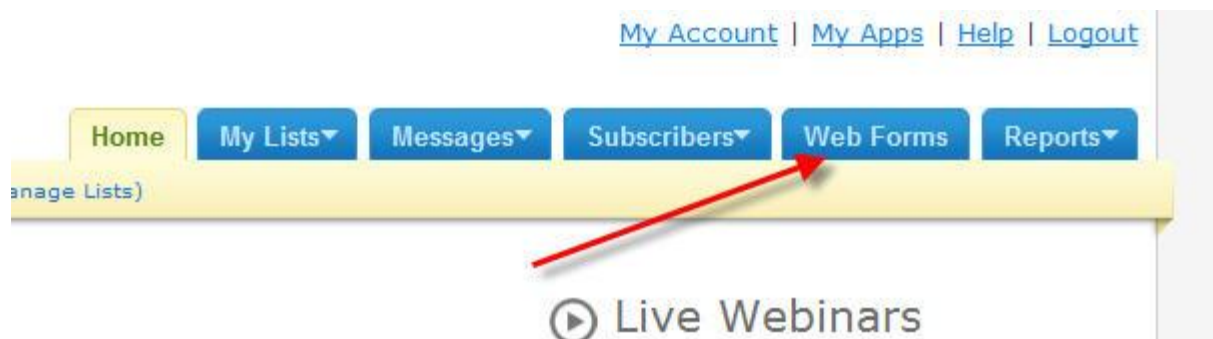 My Account | My Apps | Help | Logout
Home My Lists Messages Subscribers Web Forms Reports
anage Lists)
Live Webinars